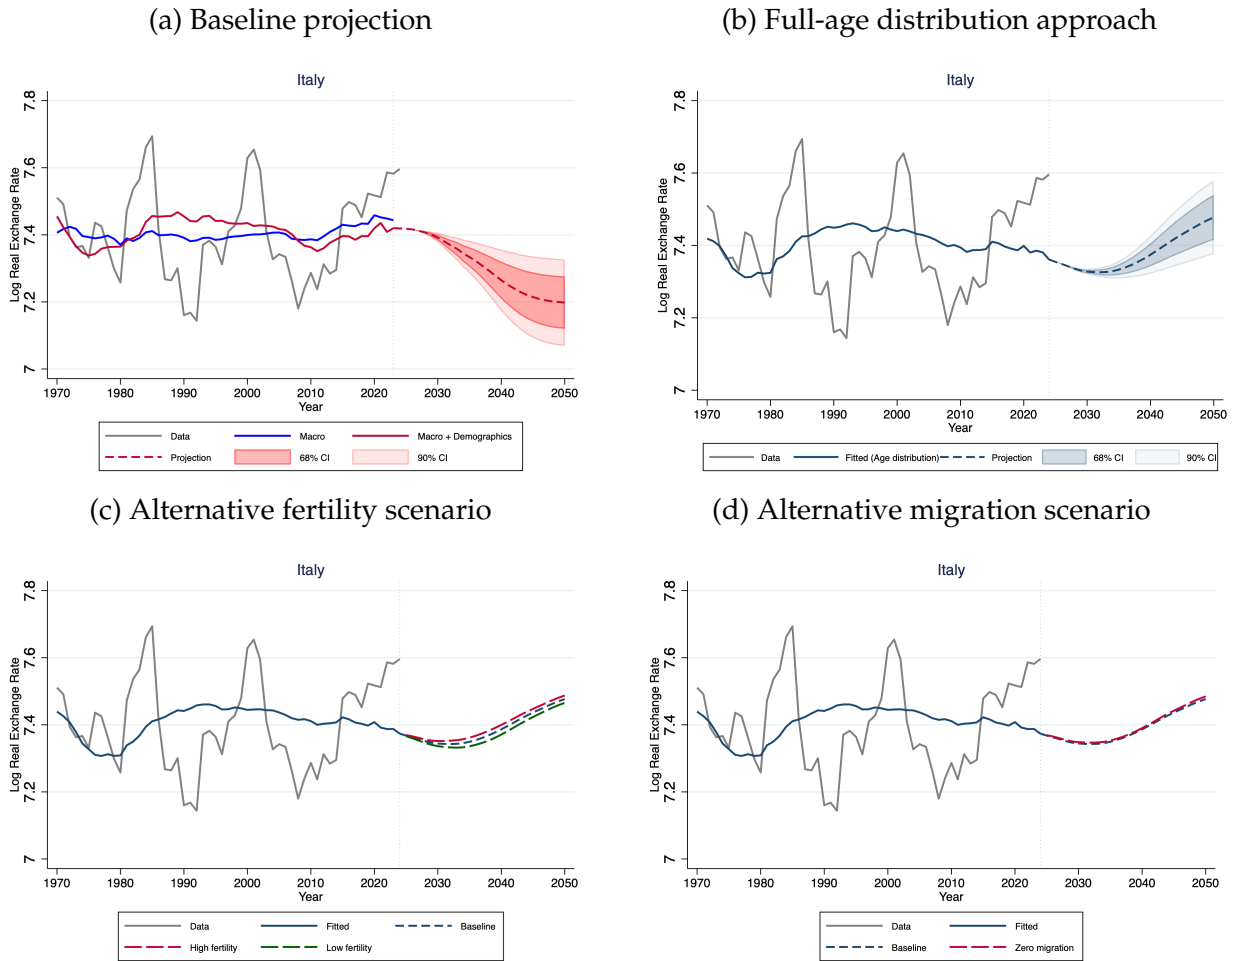 (a) Baseline projection
Italy
Log Real Exchange Rate
7.8
7.6
7.4
7.2
7
1970 1980 1990 2000 2010 2020 2030 2040 2050
Year
Data Macro Macro + Demographics
Projection 68% CI 90% CI
(b) Full-age distribution approach
Italy
Log Real Exchange Rate
7.8
7.6
7.4
7.2
7
1970 1980 1990 2000 2010 2020 2030 2040 2050
Year
Data Fitted (Age distribution) Projection 68% CI 90% CI
(c) Alternative fertility scenario
Italy
Log Real Exchange Rate
7.8
7.6
7.4
7.2
7
1970 1980 1990 2000 2010 2020 2030 2040 2050
Year
Data Fitted Baseline
High fertility Low fertility
(d) Alternative migration scenario
Italy
Log Real Exchange Rate
7.8
7.6
7.4
7.2
7
1970 1980 1990 2000 2010 2020 2030 2040 2050
Year
Data Fitted
Baseline Zero migration